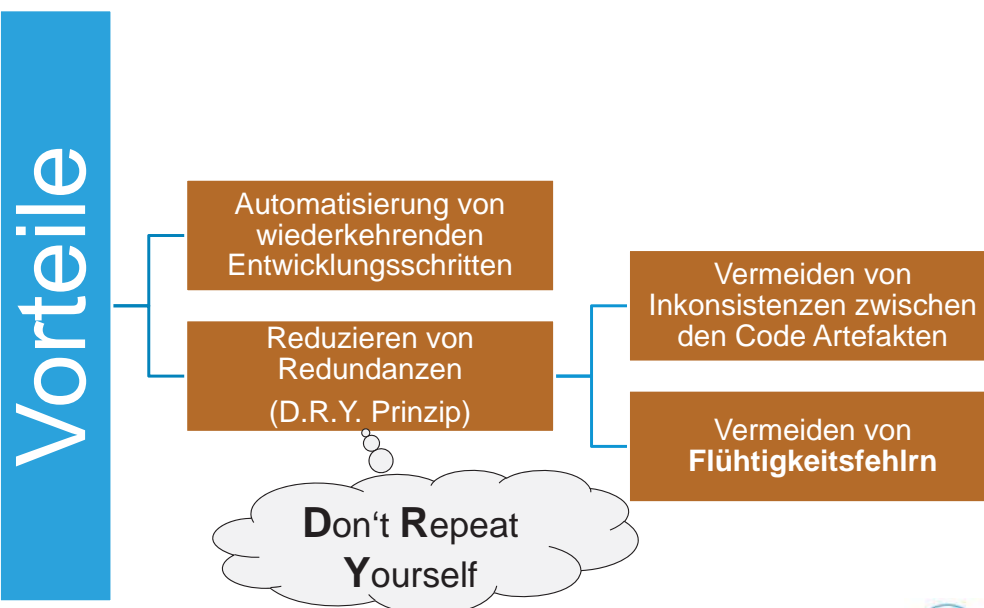 Vorteile
Automatisierung von
wiederkehrenden
Entwicklungsschritten
Reduzieren von
Redundanzen
(D.R.Y. Prinzip)
Don‘t Repeat
Yourself
Vermeiden von
Inkonsistenzen zwischen
den Code Artefakten
Vermeiden von
Flühtigkeitsfehlrn